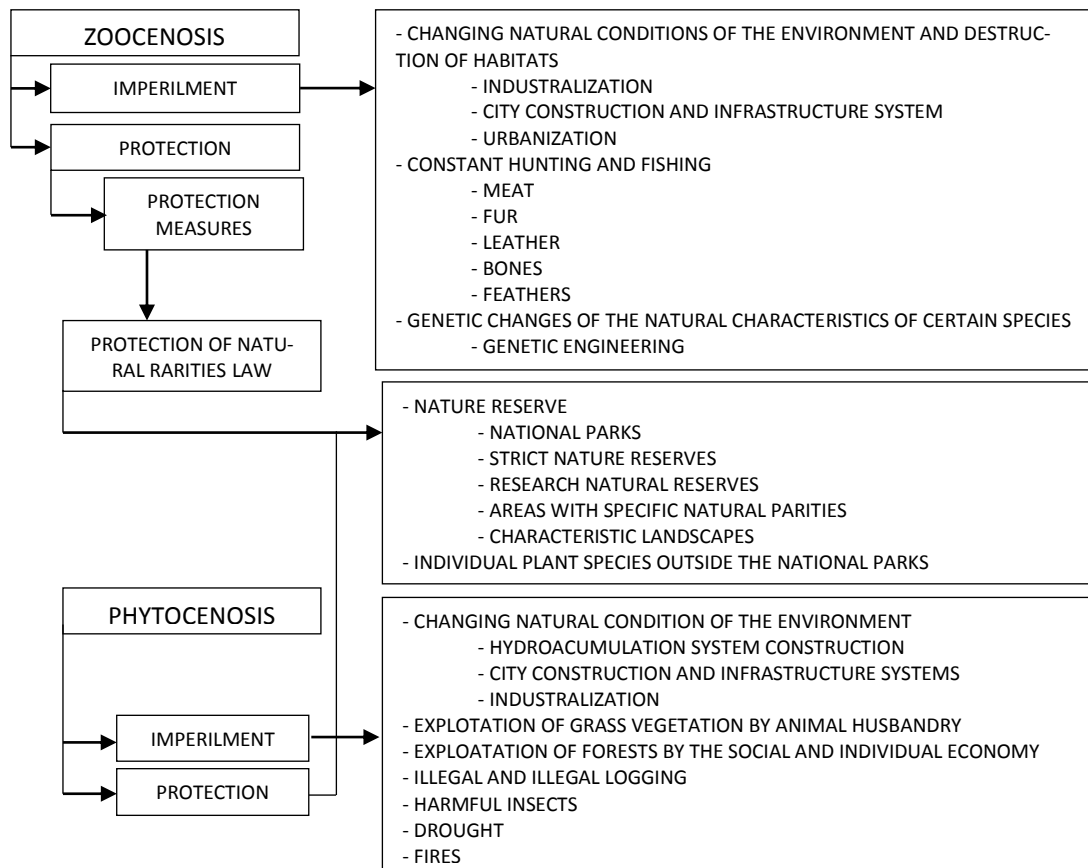 ZOOCENOSIS
IMPERILMENT
PROTECTION
PROTECTION
MEASURES
PROTECTION OF NATU-
RAL RARITIES LAW
- CHANGING NATURAL CONDITIONS OF THE ENVIRONMENT AND DESTRUC-
TION OF HABITATS
- INDUSTRALIZATION
- CITY CONSTRUCTION AND INFRASTRUCTURE SYSTEM
- URBANIZATION
- CONSTANT HUNTING AND FISHING
- MEAT
- FUR
- LEATHER
- BONES
- FEATHERS
- GENETIC CHANGES OF THE NATURAL CHARACTERISTICS OF CERTAIN SPECIES
- GENETIC ENGINEERING
- NATURE RESERVE
- NATIONAL PARKS
- STRICT NATURE RESERVES
- RESEARCH NATURAL RESERVES
- AREAS WITH SPECIFIC NATURAL PARITIES
- CHARACTERISTIC LANDSCAPES
- INDIVIDUAL PLANT SPECIES OUTSIDE THE NATIONAL PARKS
PHYTOCENOSIS
IMPERILMENT
PROTECTION
- CHANGING NATURAL CONDITION OF THE ENVIRONMENT
- HYDROACUMULATION SYSTEM CONSTRUCTION
- CITY CONSTRUCTION AND INFRASTRUCTURE SYSTEMS
- INDUSTRALIZATION
- EXPLOTATION OF GRASS VEGETATION BY ANIMAL HUSBANDRY
- EXPLOATATION OF FORESTS BY THE SOCIAL AND INDIVIDUAL ECONOMY
- ILLEGAL AND ILLEGAL LOGGING
- HARMFUL INSECTS
- DROUGHT
- FIRES